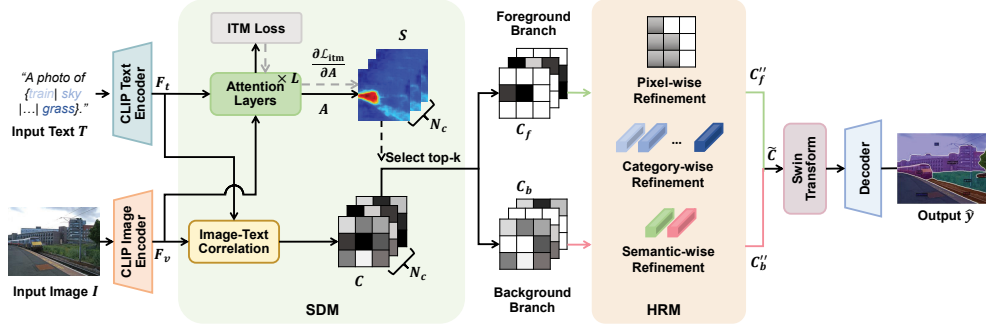 "A photo of
{train| sky
|...| grass}."
Input Text T
CLIP Text
Encoder
F_t
ITM Loss
∂ℒ_itm
∂A
× L
Attention
Layers
A
S
N_c
Select top-k
Input Image I
CLIP Image
Encoder
F_v
Image-Text
Correlation
C
N_c
SDM
Foreground
Branch
C_f
C_b
Background
Branch
Pixel-wise
Refinement
...
Category-wise
Refinement
Semantic-wise
Refinement
HRM
C''_f
C̃
C''_b
Swin
Transform
Decoder
Output ŷ